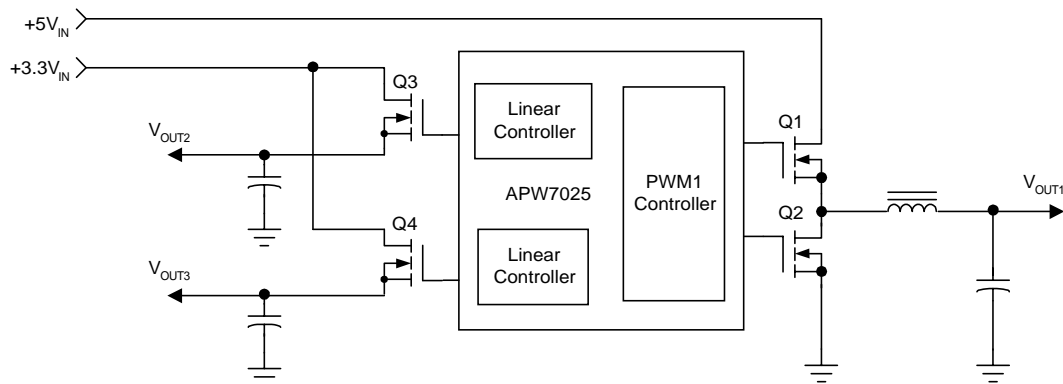 +5VIN
+3.3VIN
Q3
Linear
Controller
Q1
VOUT2
APW7025
PWM1
Controller
VOUT1
Q2
Q4
Linear
Controller
VOUT3